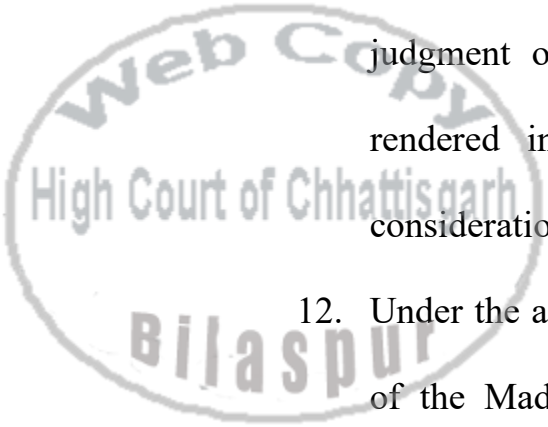 Web Copy
High Court of Chhattisgarh
Bilaspur
judgment o
rendered in
consideratio
12. Under the a
of the Mad